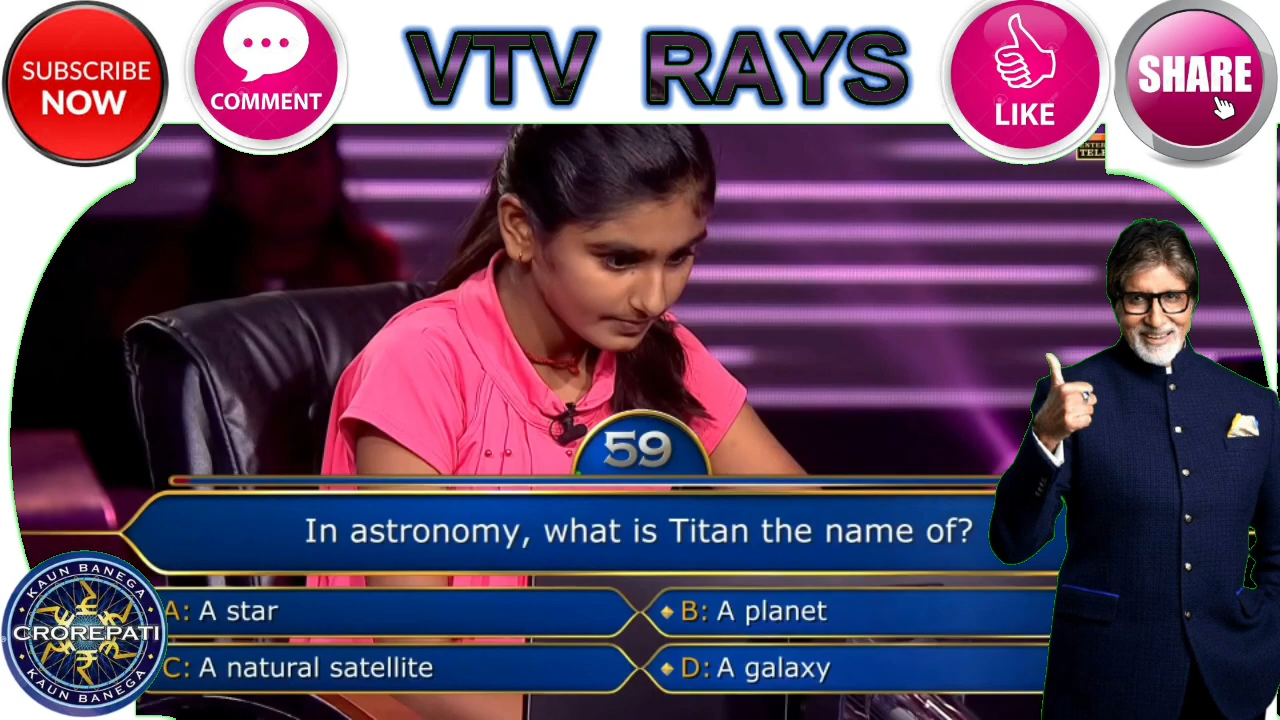 SUBSCRIBE
NOW
COMMENT
VTV RAYS
LIKE
SHARE
TELE
59
In astronomy, what is Titan the name of?
A: A star
B: A planet
C: A natural satellite
D: A galaxy
KAUN BANEGA
CROREPATI
KAUN BANEGA